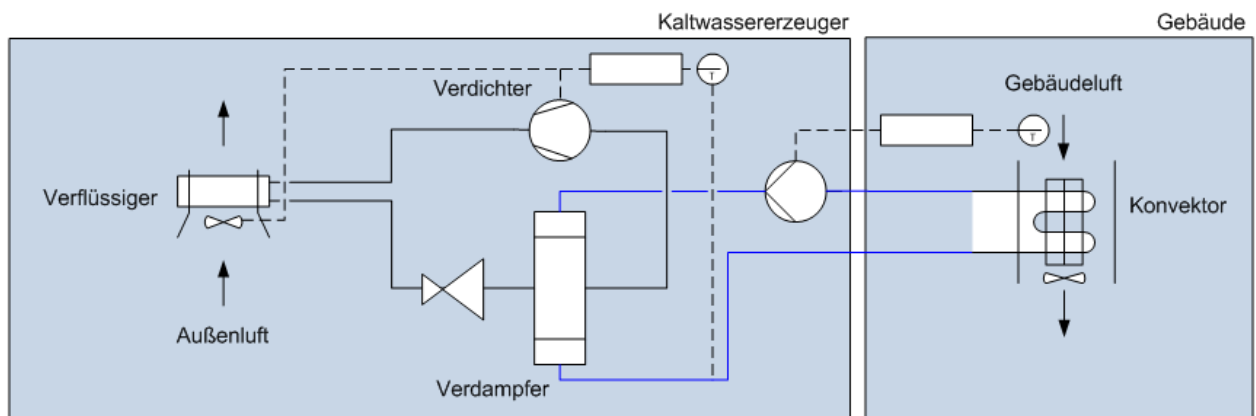 Kaltwassererzeuger
Gebäude
Verdichter
T
Gebäudeluft
T
Verflüssiger
Konvektor
Außenluft
Verdampfer